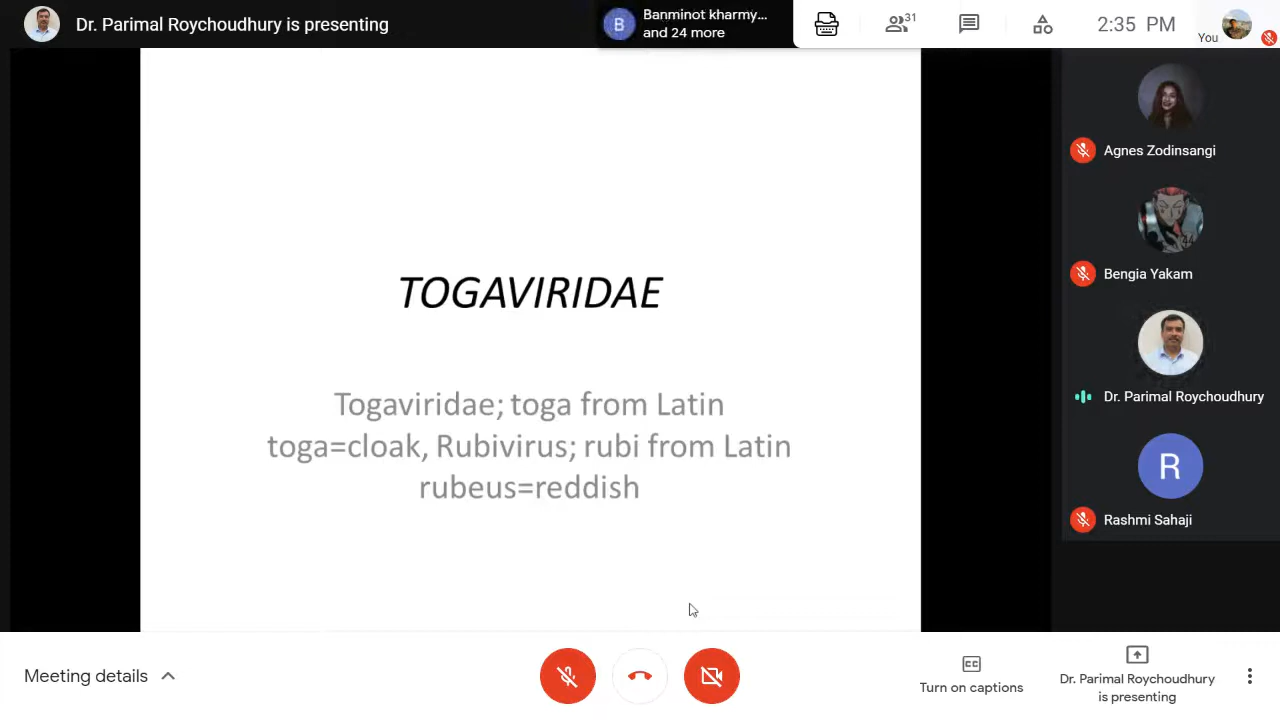 Dr. Parimal Roychoudhury is presenting
B
Banminot kharmy...
and 24 more
31
2:35 PM
You
Agnes Zodinsangi
Bengia Yakam
Dr. Parimal Roychoudhury
R
Rashmi Sahaji
TOGAVIRIDAE
Togaviridae; toga from Latin
toga=cloak, Rubivirus; rubi from Latin
rubeus=reddish
Meeting details
CC
Turn on captions
Dr. Parimal Roychoudhury
is presenting